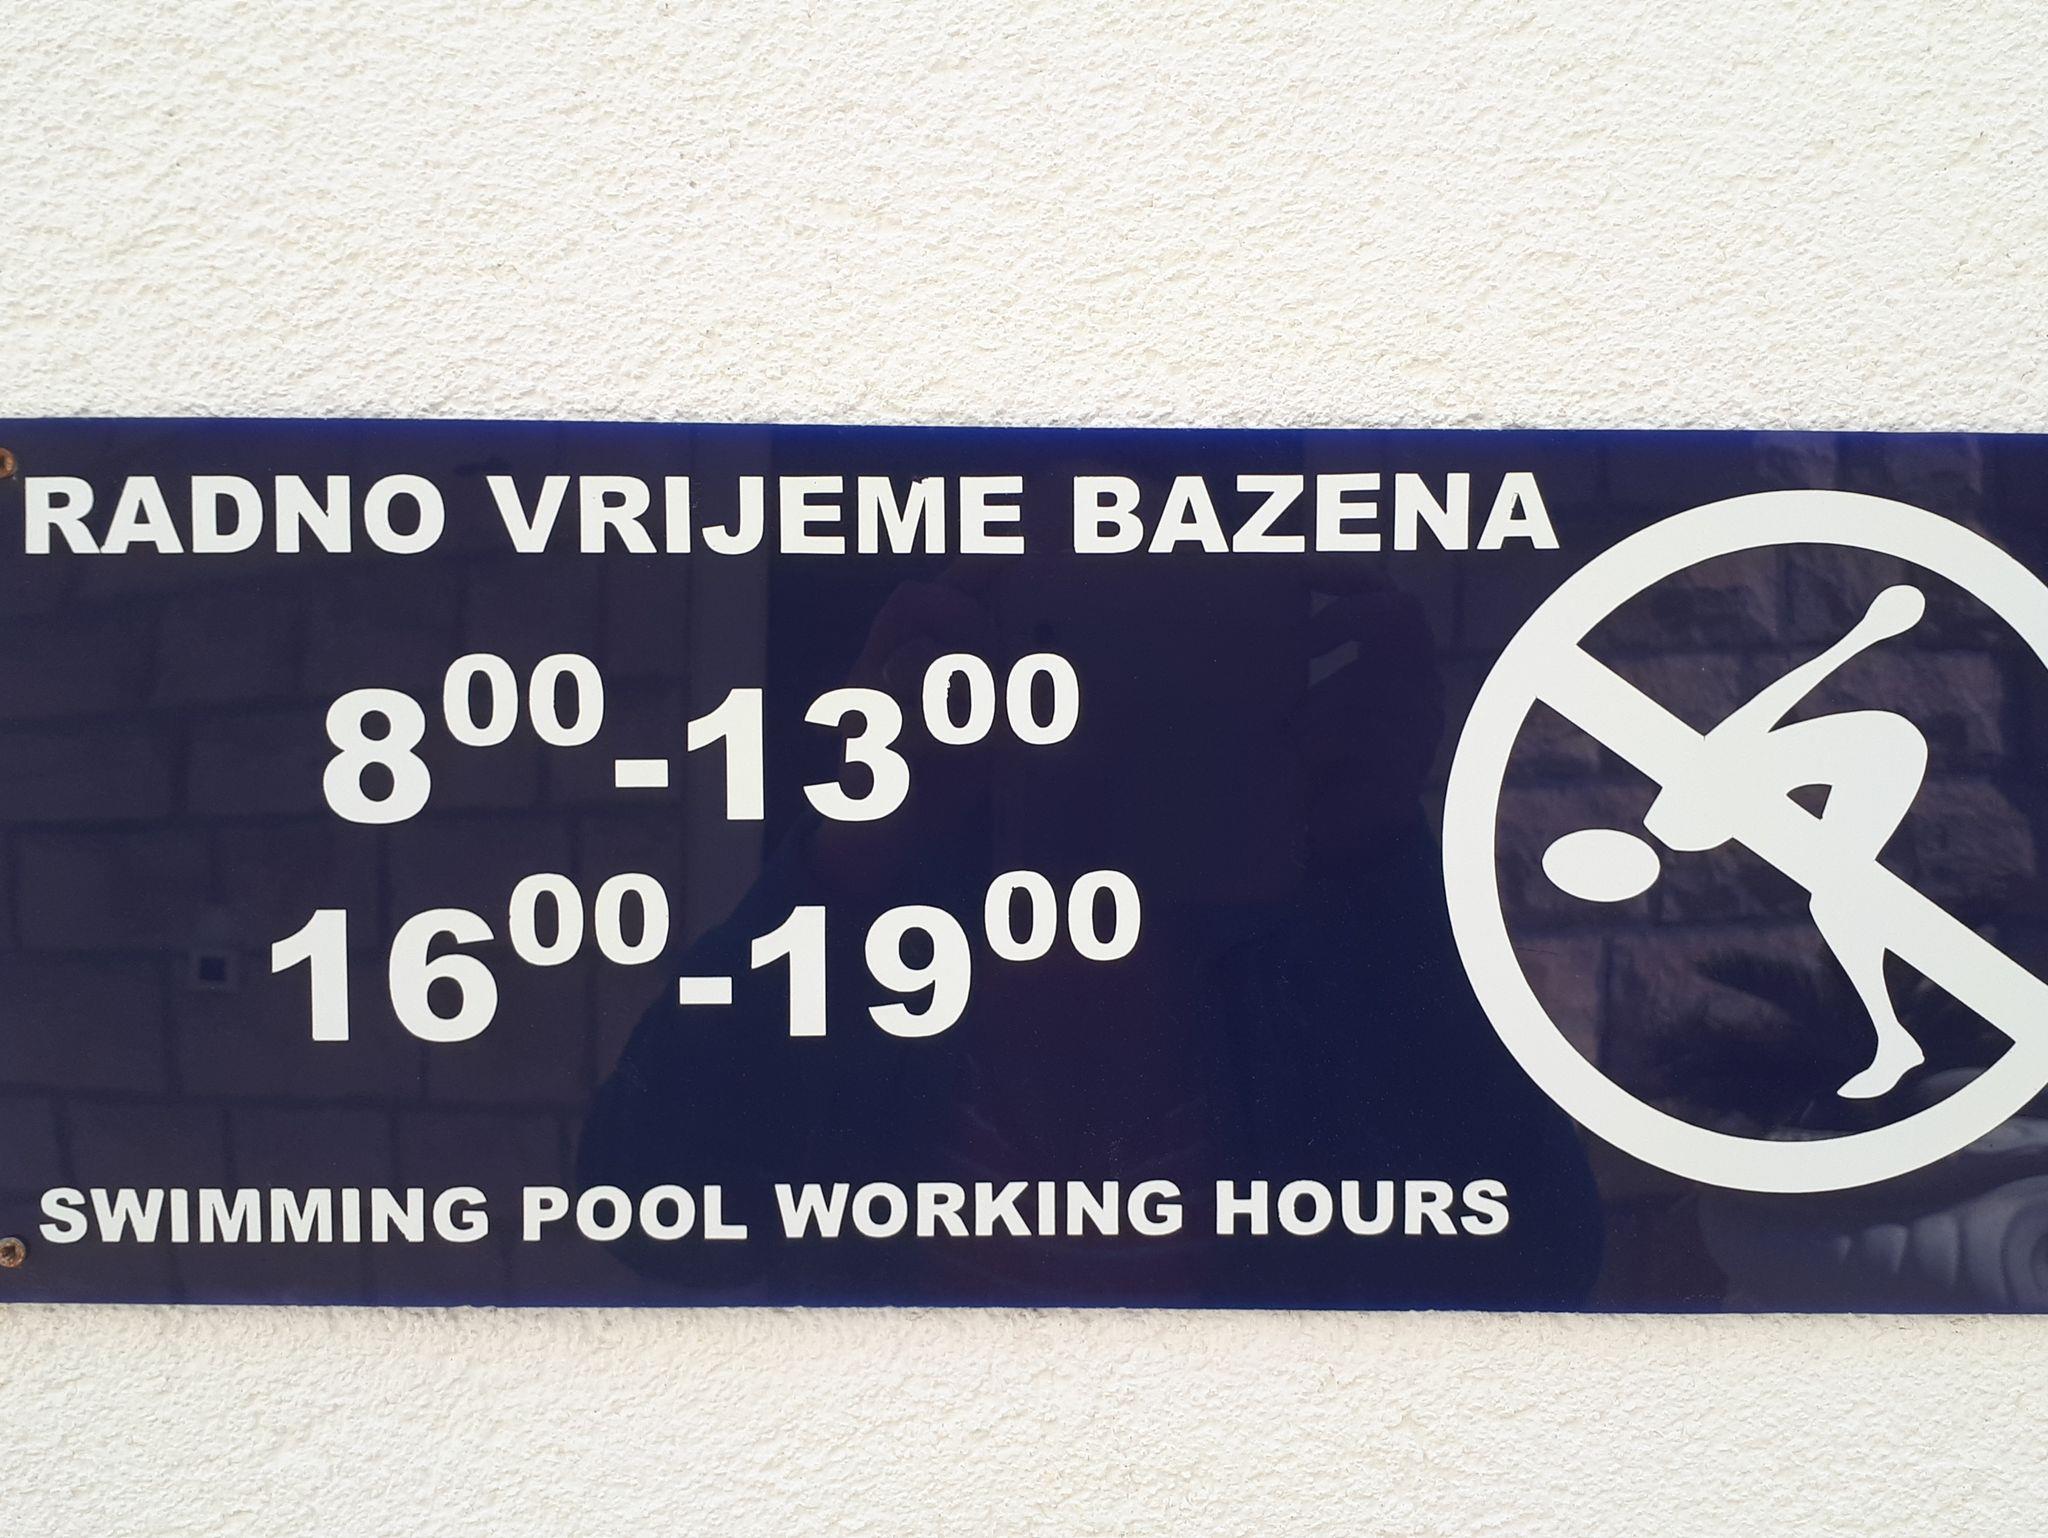 RADNO VRIJEME BAZENA
8⁰⁰-13⁰⁰
16⁰⁰-19⁰⁰
SWIMMING POOL WORKING HOURS